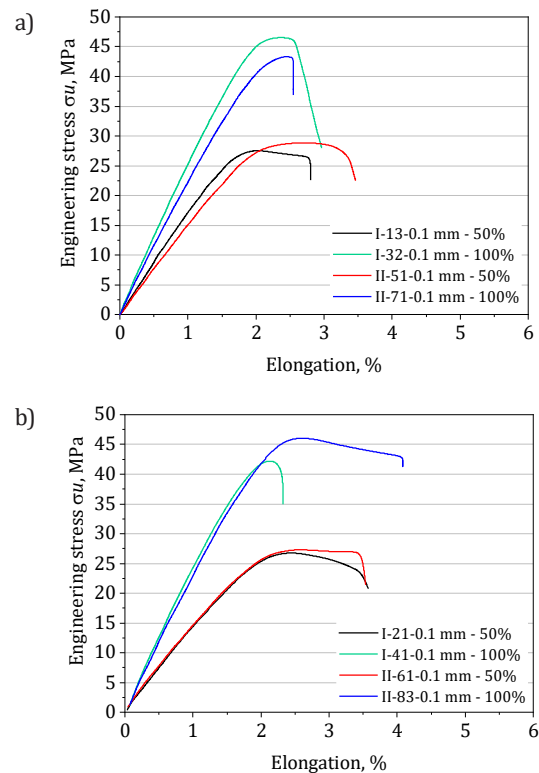 a)
Engineering stress σu, MPa
50
45
40
35
30
25
20
15
10
5
0
I-13-0.1 mm - 50%
I-32-0.1 mm - 100%
II-51-0.1 mm - 50%
II-71-0.1 mm - 100%
0 1 2 3 4 5 6
Elongation, %
b)
Engineering stress σu, MPa
50
45
40
35
30
25
20
15
10
5
0
I-21-0.1 mm - 50%
I-41-0.1 mm - 100%
II-61-0.1 mm - 50%
II-83-0.1 mm - 100%
0 1 2 3 4 5 6
Elongation, %